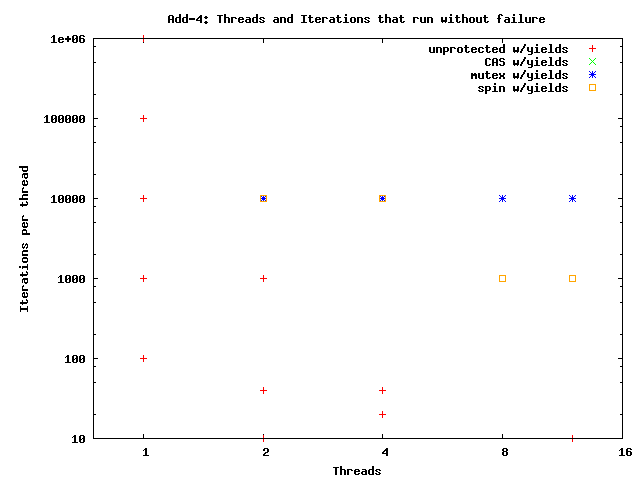 Add-4: Threads and Iterations that run without failure
1e+06
unprotected w/yields
CAS w/yields
mutex w/yields
spin w/yields
100000
10000
1000
100
10
Iterations per thread
1 2 4 8 16
Threads